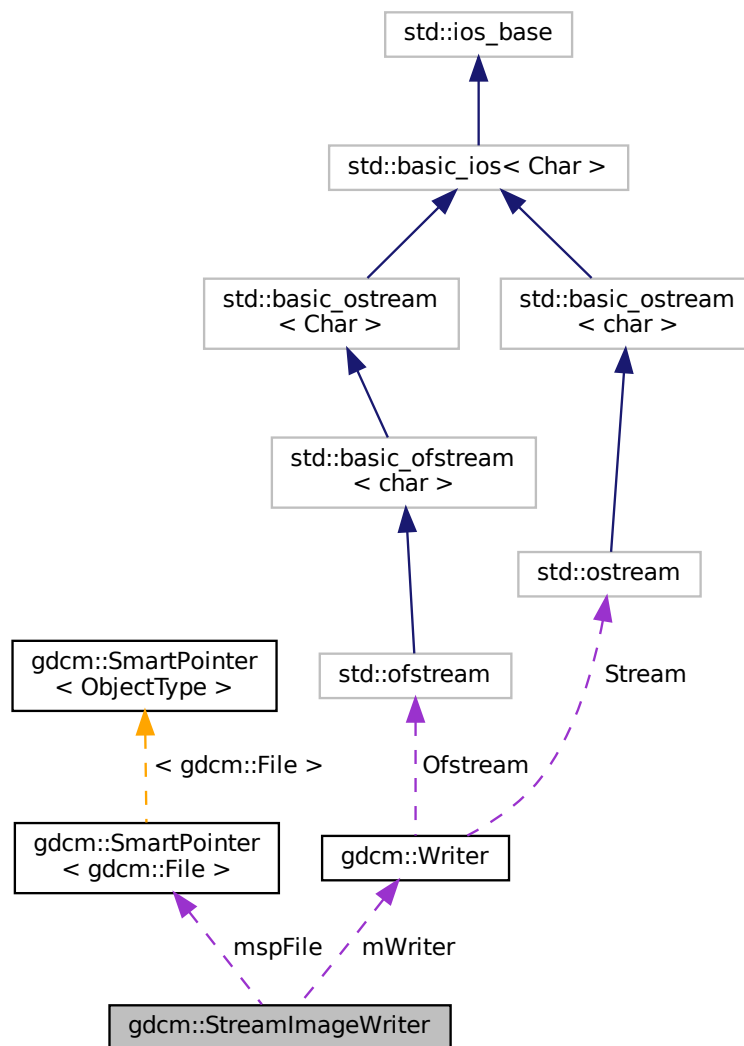 std::ios_base
std::basic_ios< Char >
std::basic_ostream
< Char >
std::basic_ostream
< char >
std::basic_ofstream
< char >
std::ostream
gdcm::SmartPointer
< ObjectType >
std::ofstream
Stream
< gdcm::File >
Ofstream
gdcm::SmartPointer
< gdcm::File >
gdcm::Writer
mspFile
mWriter
gdcm::StreamImageWriter